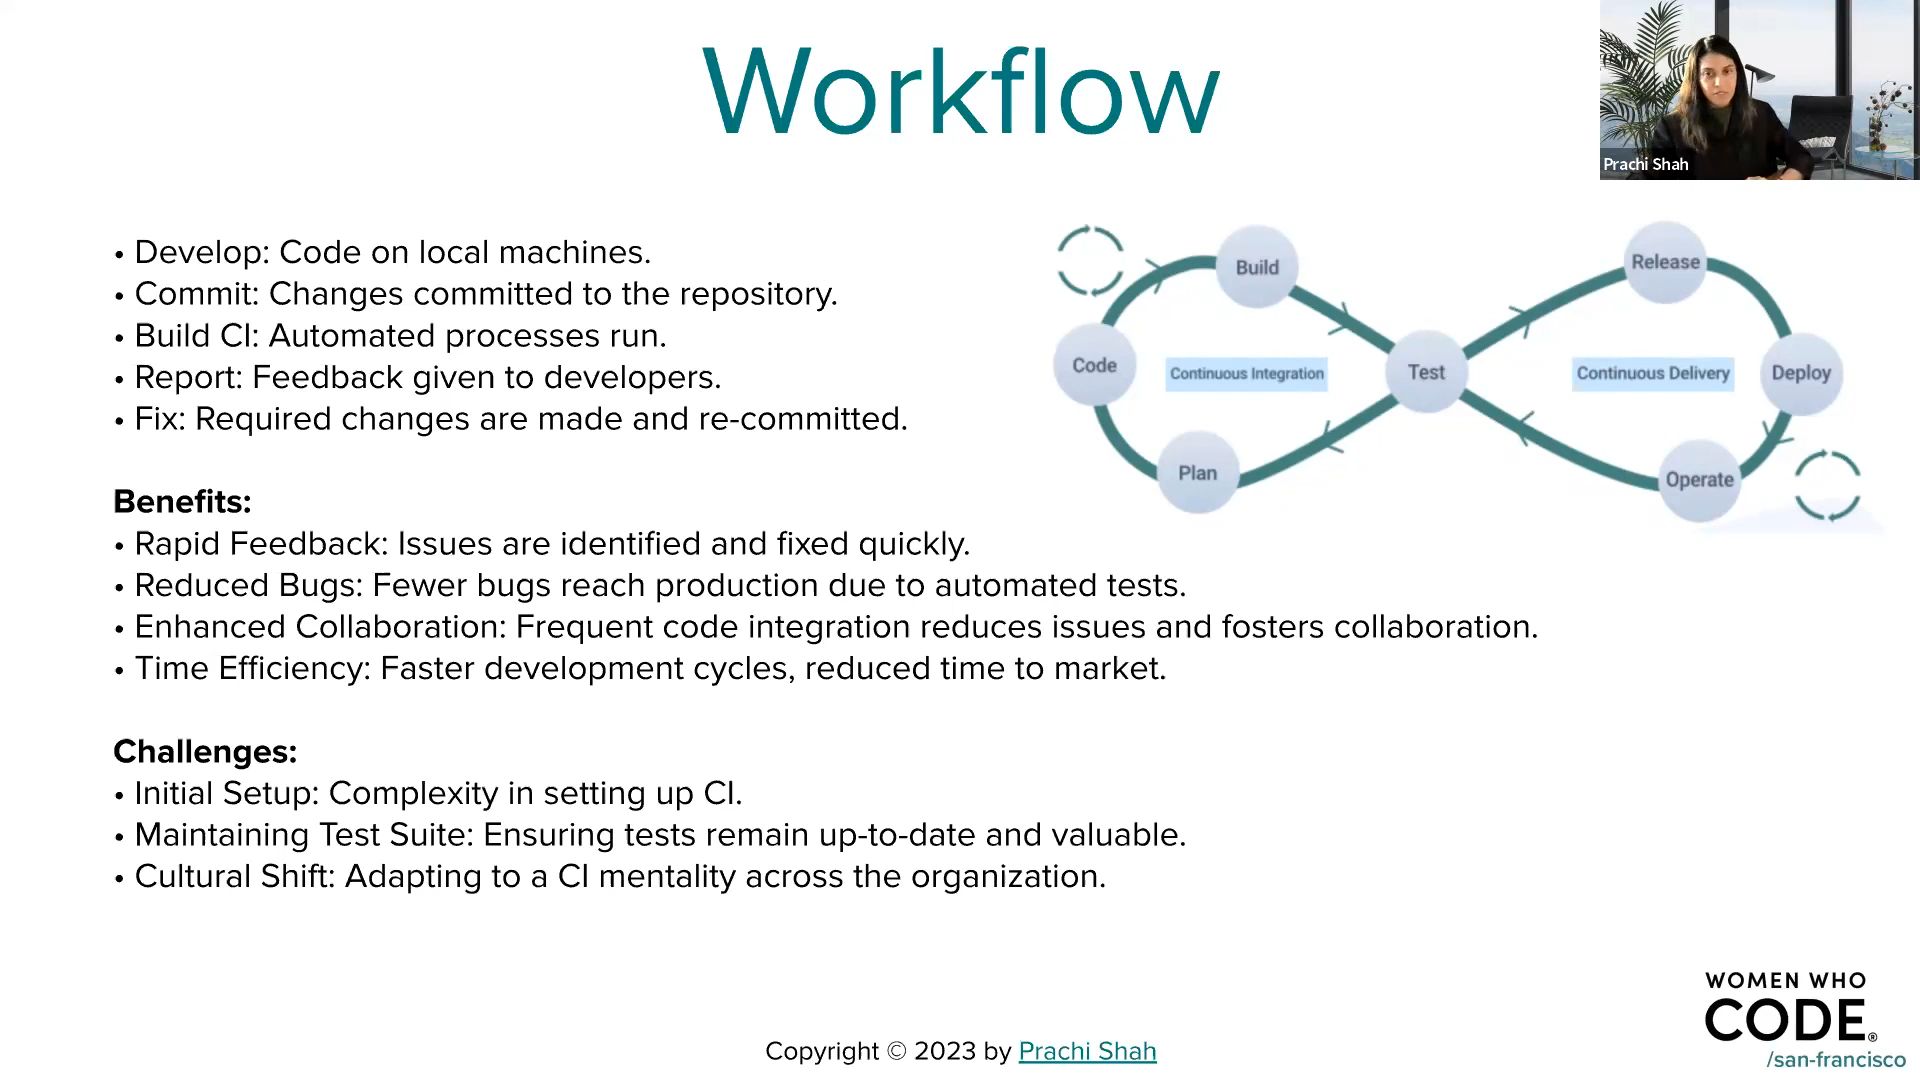 Workflow
Prachi Shah
• Develop: Code on local machines.
• Commit: Changes committed to the repository.
• Build CI: Automated processes run.
• Report: Feedback given to developers.
• Fix: Required changes are made and re-committed.
Build
Release
Code
Continuous Integration
Test
Continuous Delivery
Deploy
Plan
Operate
Benefits:
• Rapid Feedback: Issues are identified and fixed quickly.
• Reduced Bugs: Fewer bugs reach production due to automated tests.
• Enhanced Collaboration: Frequent code integration reduces issues and fosters collaboration.
• Time Efficiency: Faster development cycles, reduced time to market.
Challenges:
• Initial Setup: Complexity in setting up CI.
• Maintaining Test Suite: Ensuring tests remain up-to-date and valuable.
• Cultural Shift: Adapting to a CI mentality across the organization.
WOMEN WHO
CODE®
/san-francisco
Copyright © 2023 by Prachi Shah